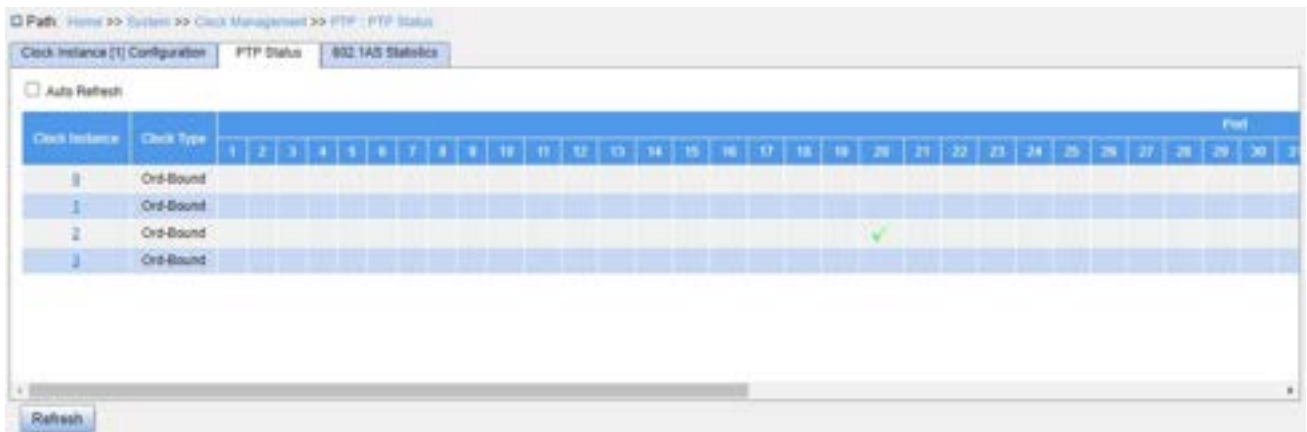 Path: Home >> System >> Clock Management >> PTP : PTP Status
Clock Instance [1] Configuration PTP Status 802.1AS Statistics
Auto Refresh
Clock Instance Clock Type Port
1 2 3 4 5 6 7 8 9 10 11 12 13 14 15 16 17 18 19 20 21 22 23 24 25 26 27 28 29 30 31
0 Ord-Bound
1 Ord-Bound
2 Ord-Bound
3 Ord-Bound
Refresh